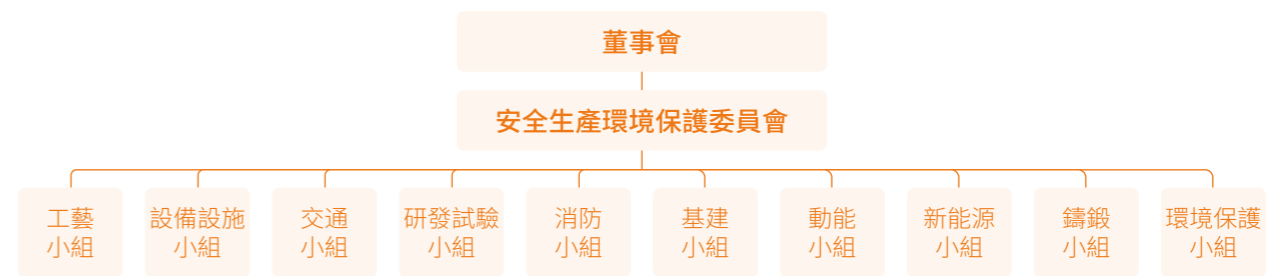 董事會
安全生產環境保護委員會
工藝
小組
設備設施
小組
交通
小組
研發試驗
小組
消防
小組
基建
小組
動能
小組
新能源
小組
鑄鍛
小組
環境保護
小組